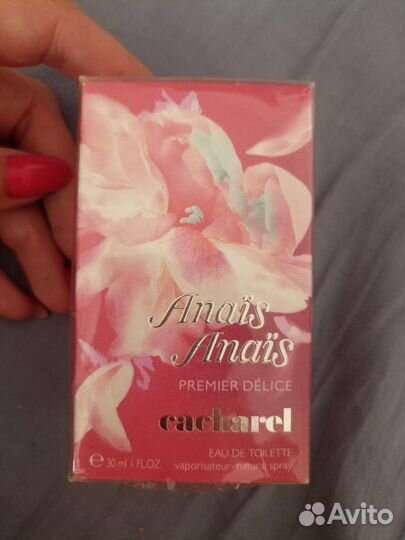 Anaïs
Anaïs
PREMIER DÉLICE
cacharel
EAU DE TOILETTE
℮ 30 ml 1 FL.OZ. vaporisateur-natural spray
Avito